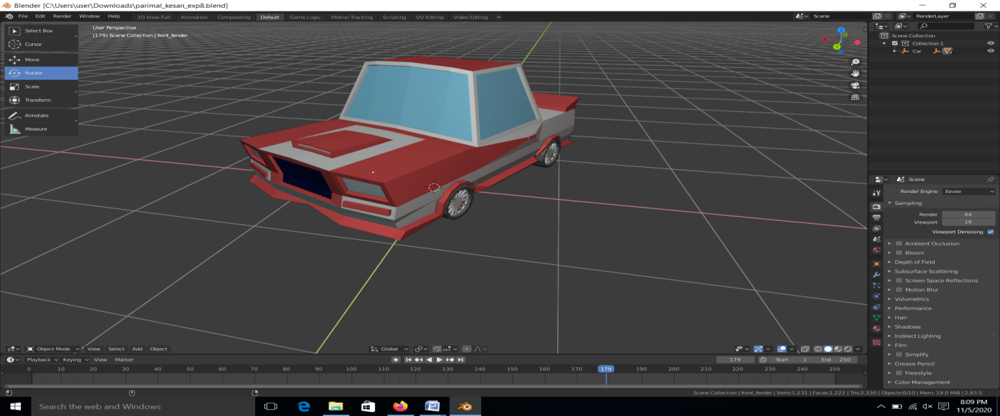 Blender [C:\Users\user\Downloads\parimal_kesan_exp8.blend]
File Edit Render Window Help 3D View Full Animation Compositing Default Game Logic Motion Tracking Scripting UV Editing Video Editing + Scene RenderLayer
Select Box
Cursor
Move
Rotate
Scale
Transform
Annotate
Measure
User Perspective
(179) Scene Collection | front_fender
Z
Y
Scene Collection
Collection 1
Car
Scene
Render Engine Eevee
Sampling
Render 64
Viewport 16
Viewport Denoising
Ambient Occlusion
Bloom
Depth of Field
Subsurface Scattering
Screen Space Reflections
Motion Blur
Volumetrics
Performance
Hair
Shadows
Indirect Lighting
Film
Simplify
Grease Pencil
Freestyle
Color Management
Object Mode View Select Add Object Global
Playback Keying View Marker 179 Start 1 End 250
0 10 20 30 40 50 60 70 80 90 100 110 120 130 140 150 160 170 179 190 200 210 220 230 240 250
Scene Collection | front_fender | Verts:1,231 | Faces:1,222 | Tris:2,330 | Objects:0/10 | Mem: 19.0 MiB | 2.83.5
Search the web and Windows
8:09 PM
11/5/2020